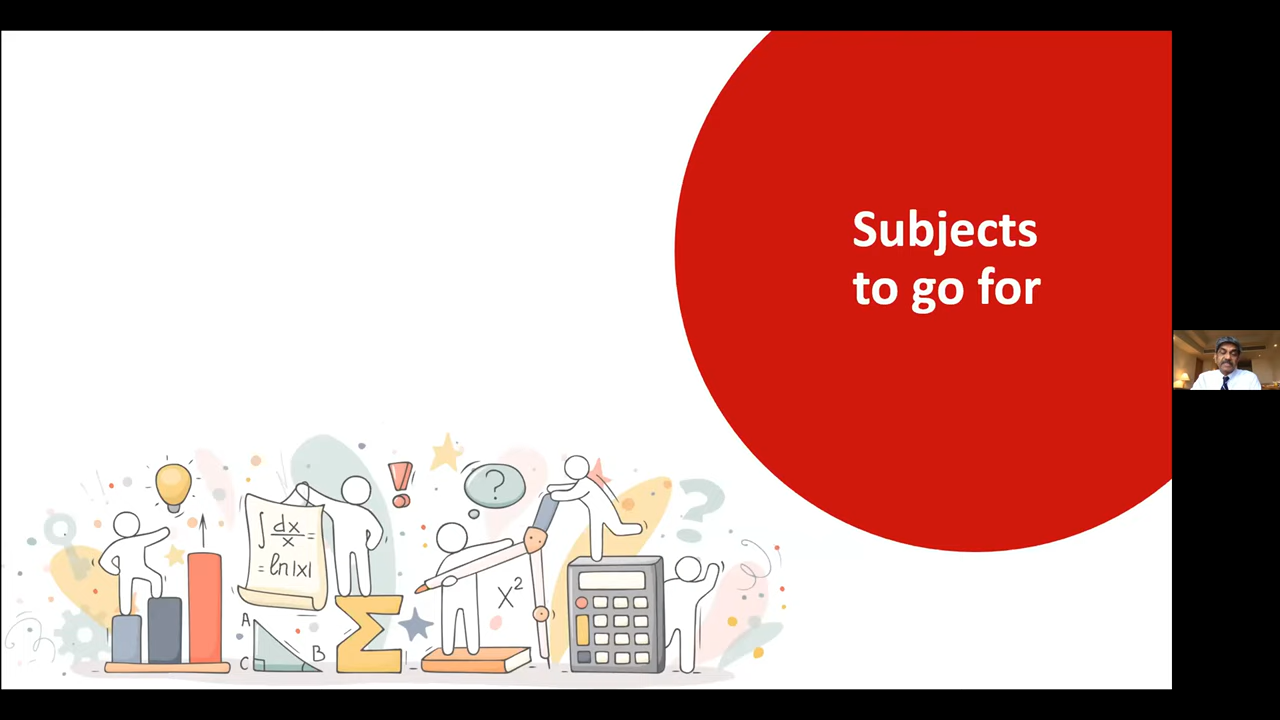 Subjects
to go for
∫ dx/x =
= ln|x|
A
B
C
X²
!
?
?